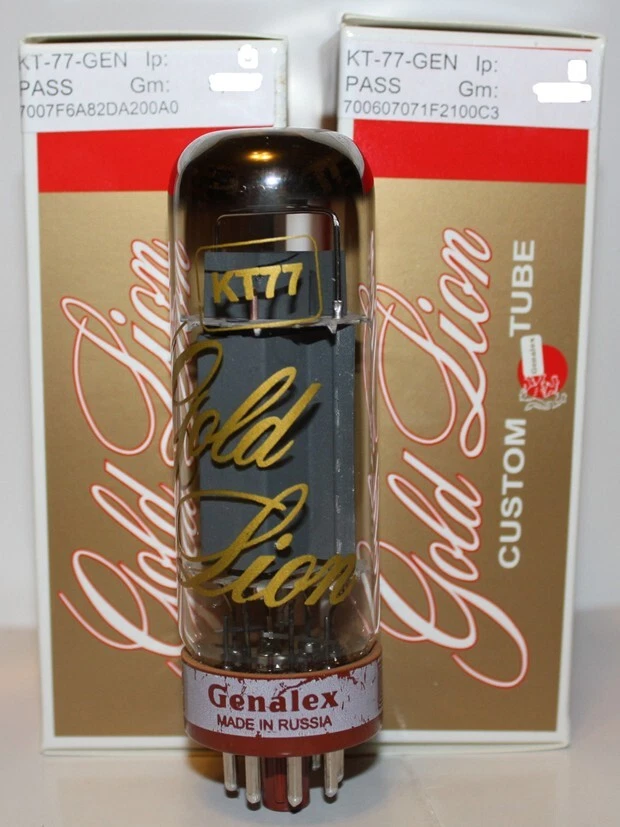 KT-77-GEN Ip:
PASS Gm:
7007F6A82DA200A0
Gold Lion
KT-77-GEN Ip:
PASS Gm:
700607071F2100C3
Gold Lion
CUSTOM TUBE
Genalex
KT77
Gold
Lion
Genalex
MADE IN RUSSIA